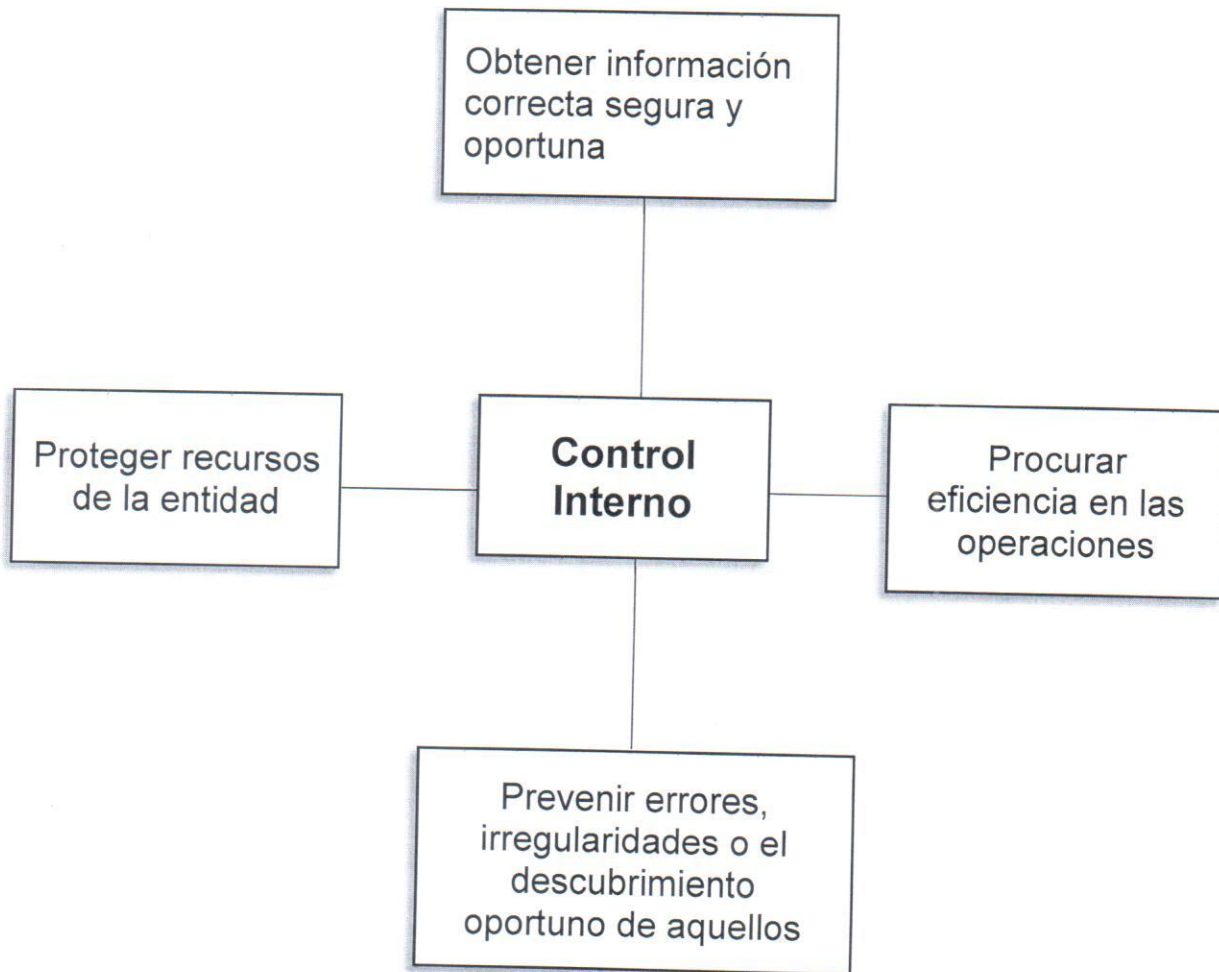 Obtener información
correcta segura y
oportuna
Proteger recursos
de la entidad
Control
Interno
Procurar
eficiencia en las
operaciones
Prevenir errores,
irregularidades o el
descubrimiento
oportuno de aquellos